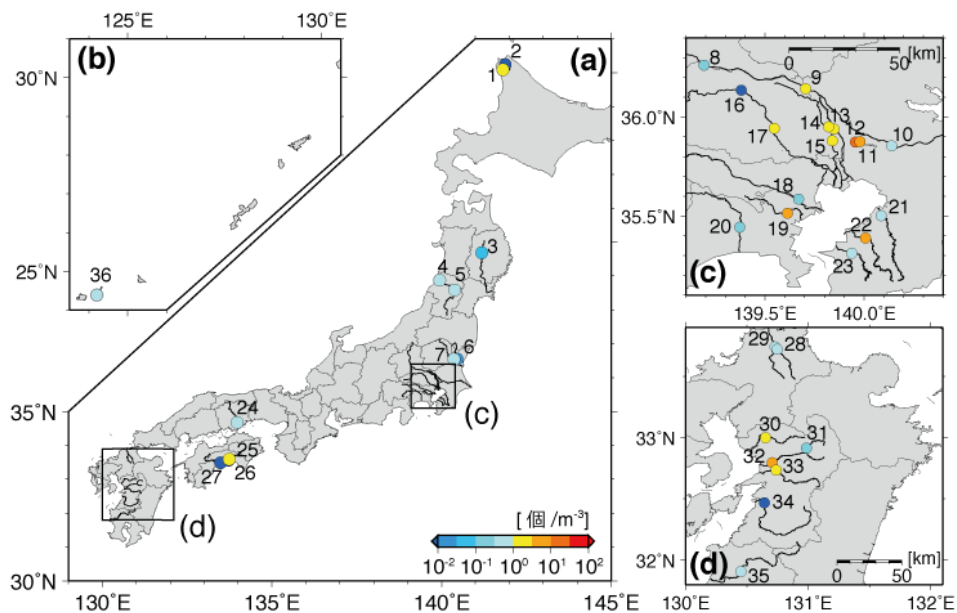 125°E 130°E
(b)
30°N
25°N
36
(a)
2
1
3
4
5
7 6
(c)
35°N
24
25
27 26
(d)
[ 個 /m⁻³]
10⁻² 10⁻¹ 10⁰ 10¹ 10²
30°N
130°E 135°E 140°E 145°E
[km]
0 50
8
9
16
36.0°N
13
14 12
17 15 11 10
18
35.5°N
19
20
21
22
23
(c)
139.5°E 140.0°E
29 28
30
31
33°N
32
33
34
32°N
35
(d)
[km]
0 50
130°E 131°E 132°E